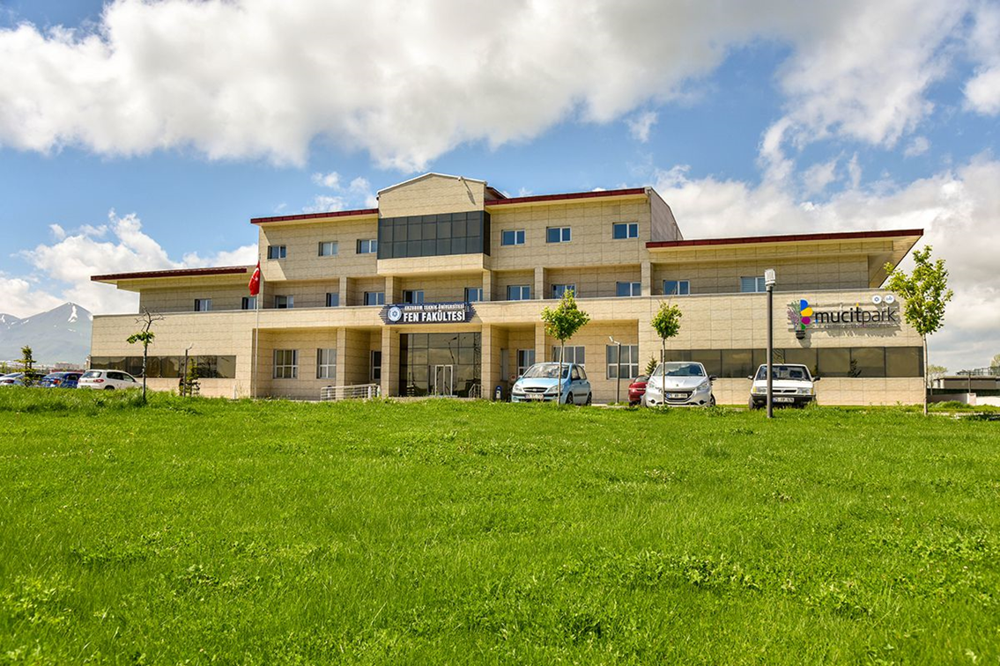 ERZURUM TEKNİK ÜNİVERSİTESİ
FEN FAKÜLTESİ
mucitpark